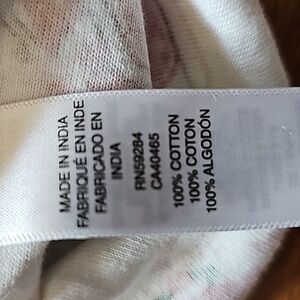 MADE IN INDIA
FABRIQUÉ EN INDE
FABRICADO EN
INDIA
RN59284
CA40465
100% COTTON
100% COTON
100% ALGODÓN